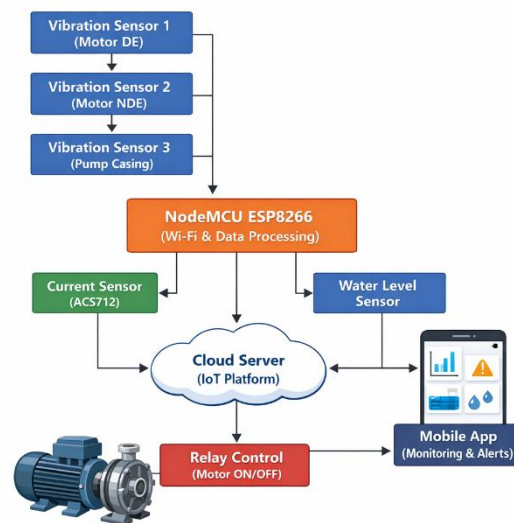 Vibration Sensor 1
(Motor DE)
Vibration Sensor 2
(Motor NDE)
Vibration Sensor 3
(Pump Casing)
NodeMCU ESP8266
(Wi-Fi & Data Processing)
Current Sensor
(ACS712)
Water Level
Sensor
Cloud Server
(IoT Platform)
Mobile App
(Monitoring & Alerts)
Relay Control
(Motor ON/OFF)